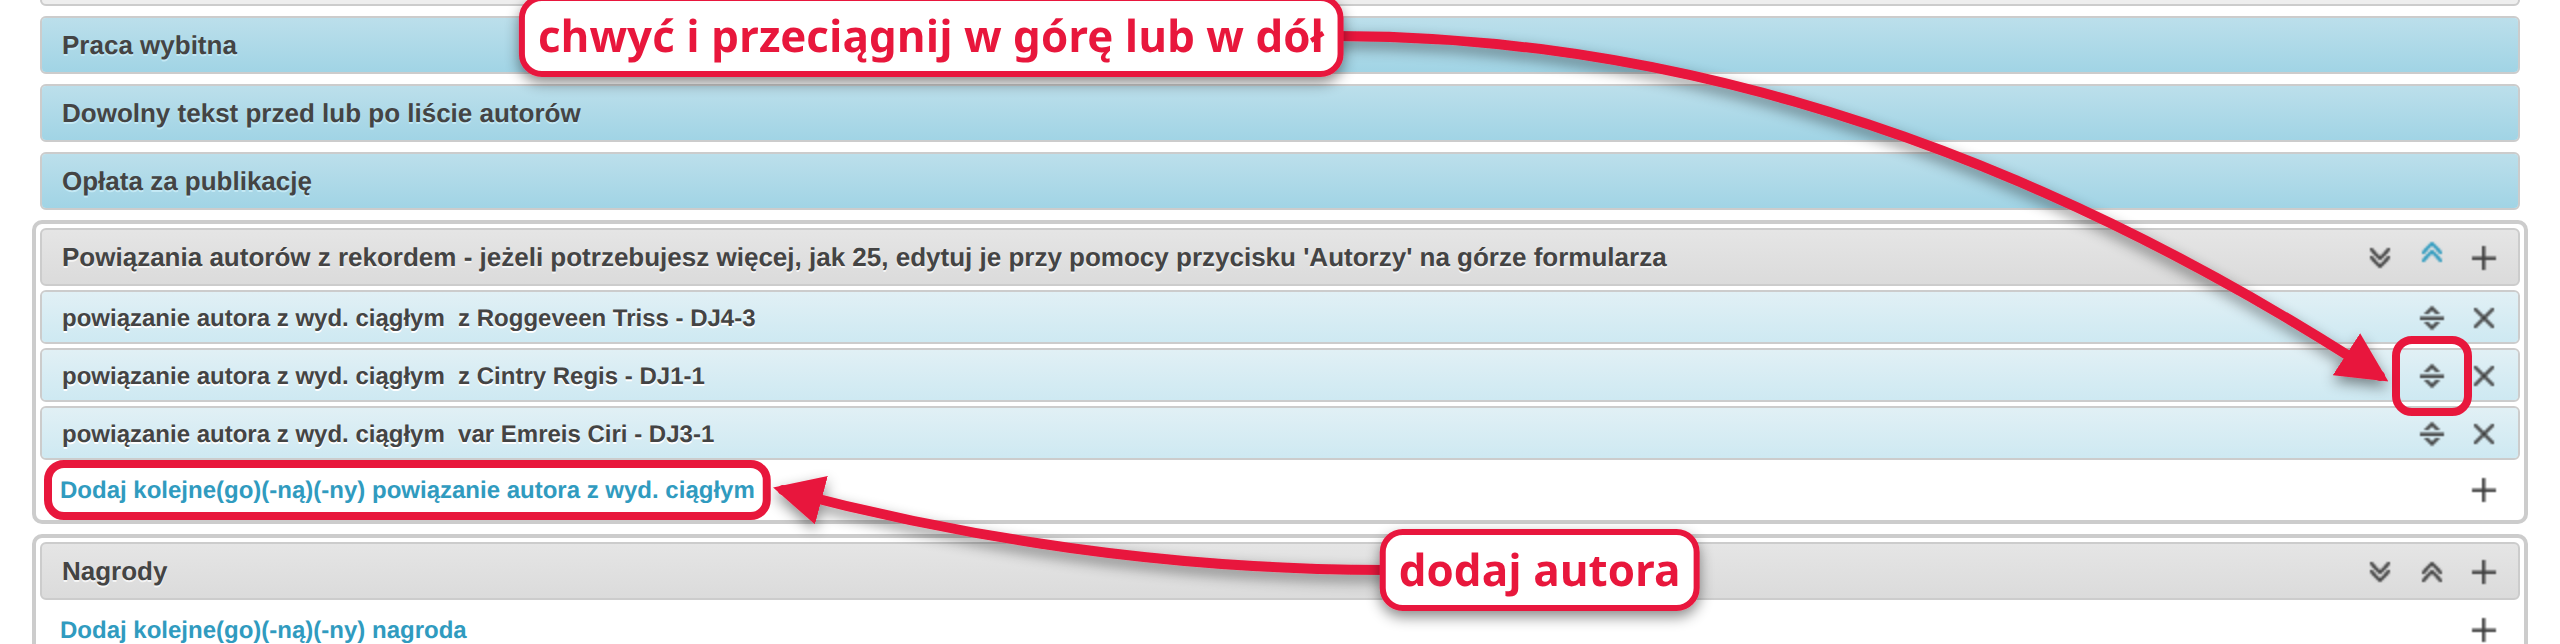 chwyć i przeciągnij w górę lub w dół
Praca wybitna
Dowolny tekst przed lub po liście autorów
Opłata za publikację
Powiązania autorów z rekordem - jeżeli potrzebujesz więcej, jak 25, edytuj je przy pomocy przycisku 'Autorzy' na górze formularza
powiązanie autora z wyd. ciągłym  z Roggeveen Triss - DJ4-3
powiązanie autora z wyd. ciągłym  z Cintry Regis - DJ1-1
powiązanie autora z wyd. ciągłym  var Emreis Ciri - DJ3-1
Dodaj kolejne(go)(-ną)(-ny) powiązanie autora z wyd. ciągłym
dodaj autora
Nagrody
Dodaj kolejne(go)(-ną)(-ny) nagroda